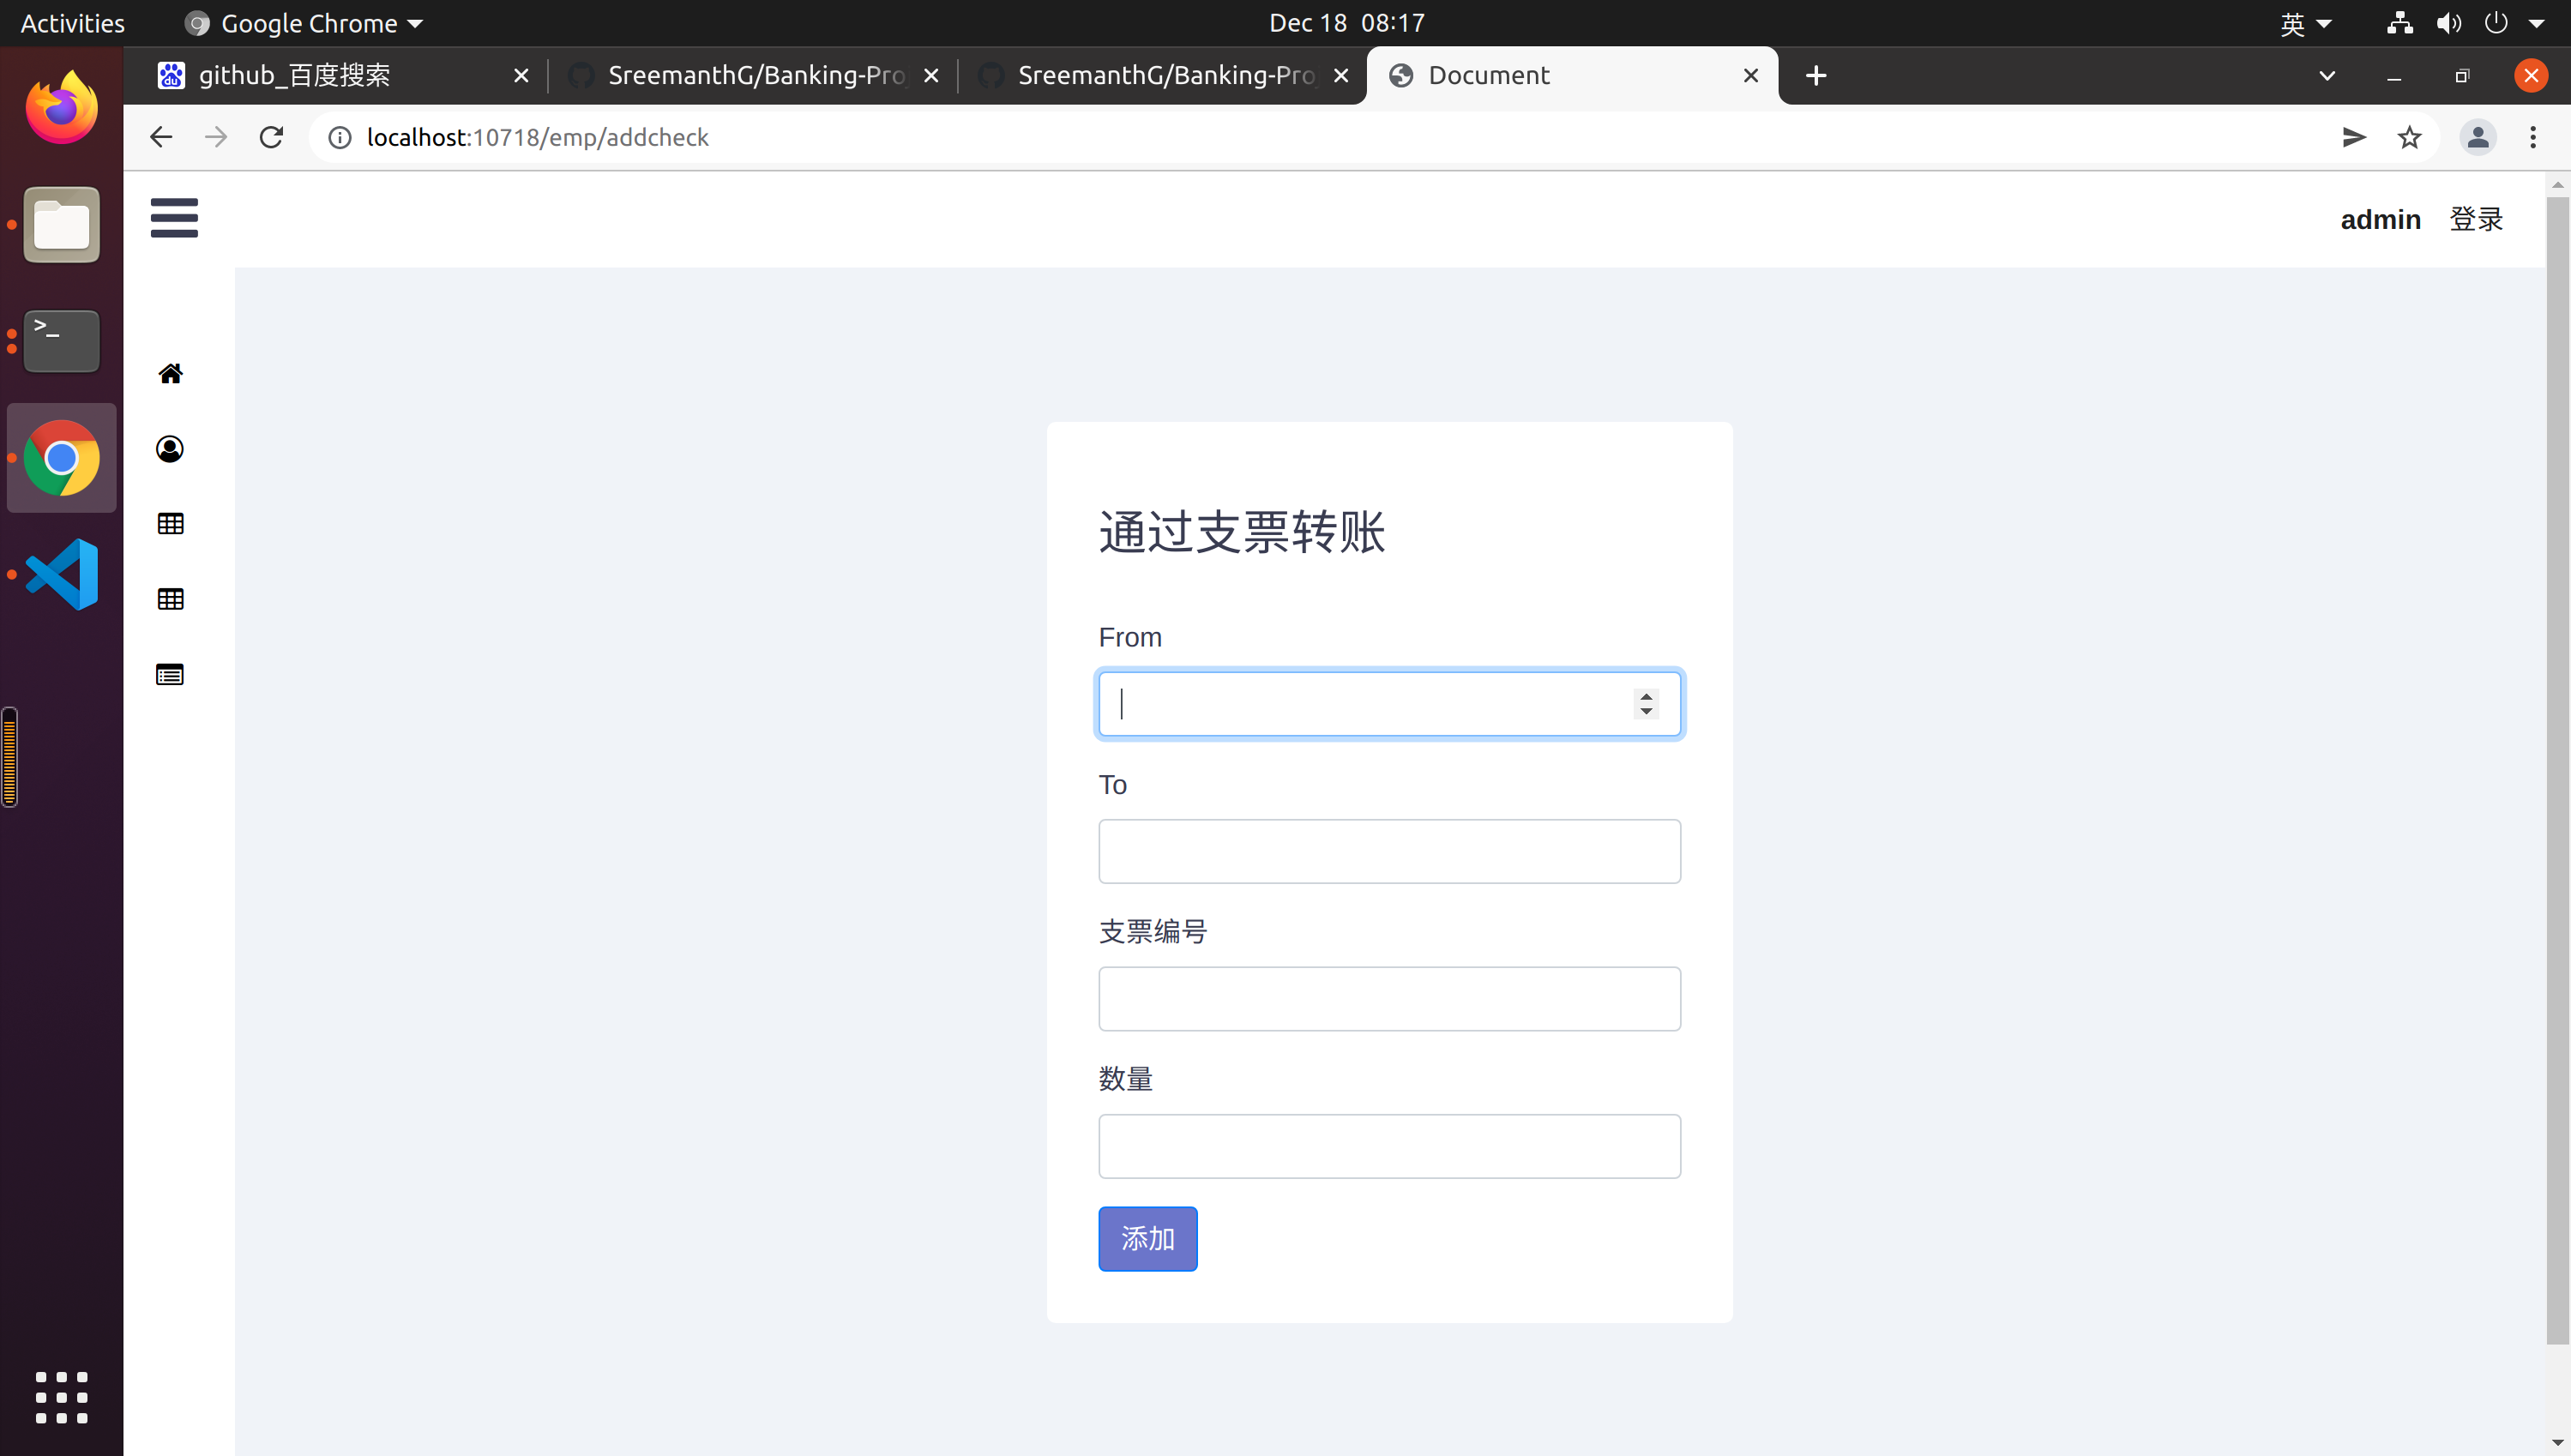 Activities
Google Chrome
Dec 18 08:17
英
github_百度搜索
SreemanthG/Banking-Pro
SreemanthG/Banking-Pro
Document
localhost:10718/emp/addcheck
admin
登录
通过支票转账
From
To
支票编号
数量
添加